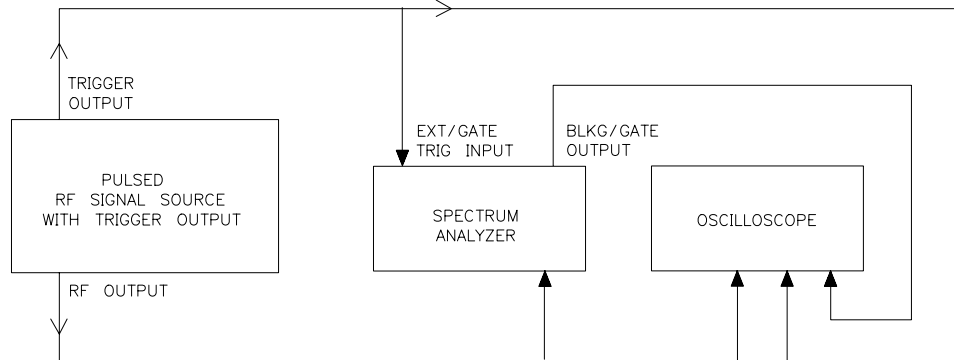 TRIGGER
OUTPUT
EXT/GATE
TRIG INPUT
BLKG/GATE
OUTPUT
PULSED
RF SIGNAL SOURCE
WITH TRIGGER OUTPUT
SPECTRUM
ANALYZER
OSCILLOSCOPE
RF OUTPUT